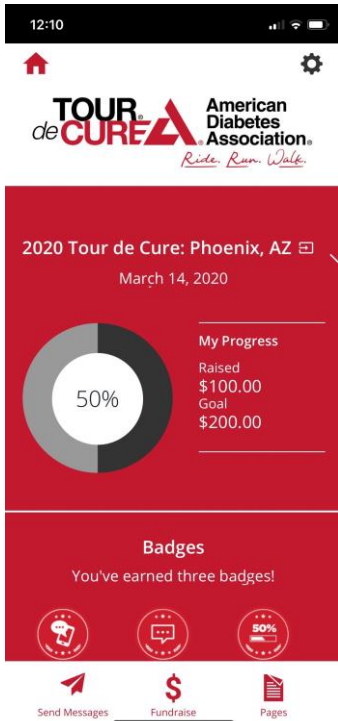 12:10
TOUR®
de CURE®
American
Diabetes
Association®
Ride. Run. Walk.
2020 Tour de Cure: Phoenix, AZ
March 14, 2020
50%
My Progress
Raised
$100.00
Goal
$200.00
Badges
You've earned three badges!
50%
Send Messages
Fundraise
Pages